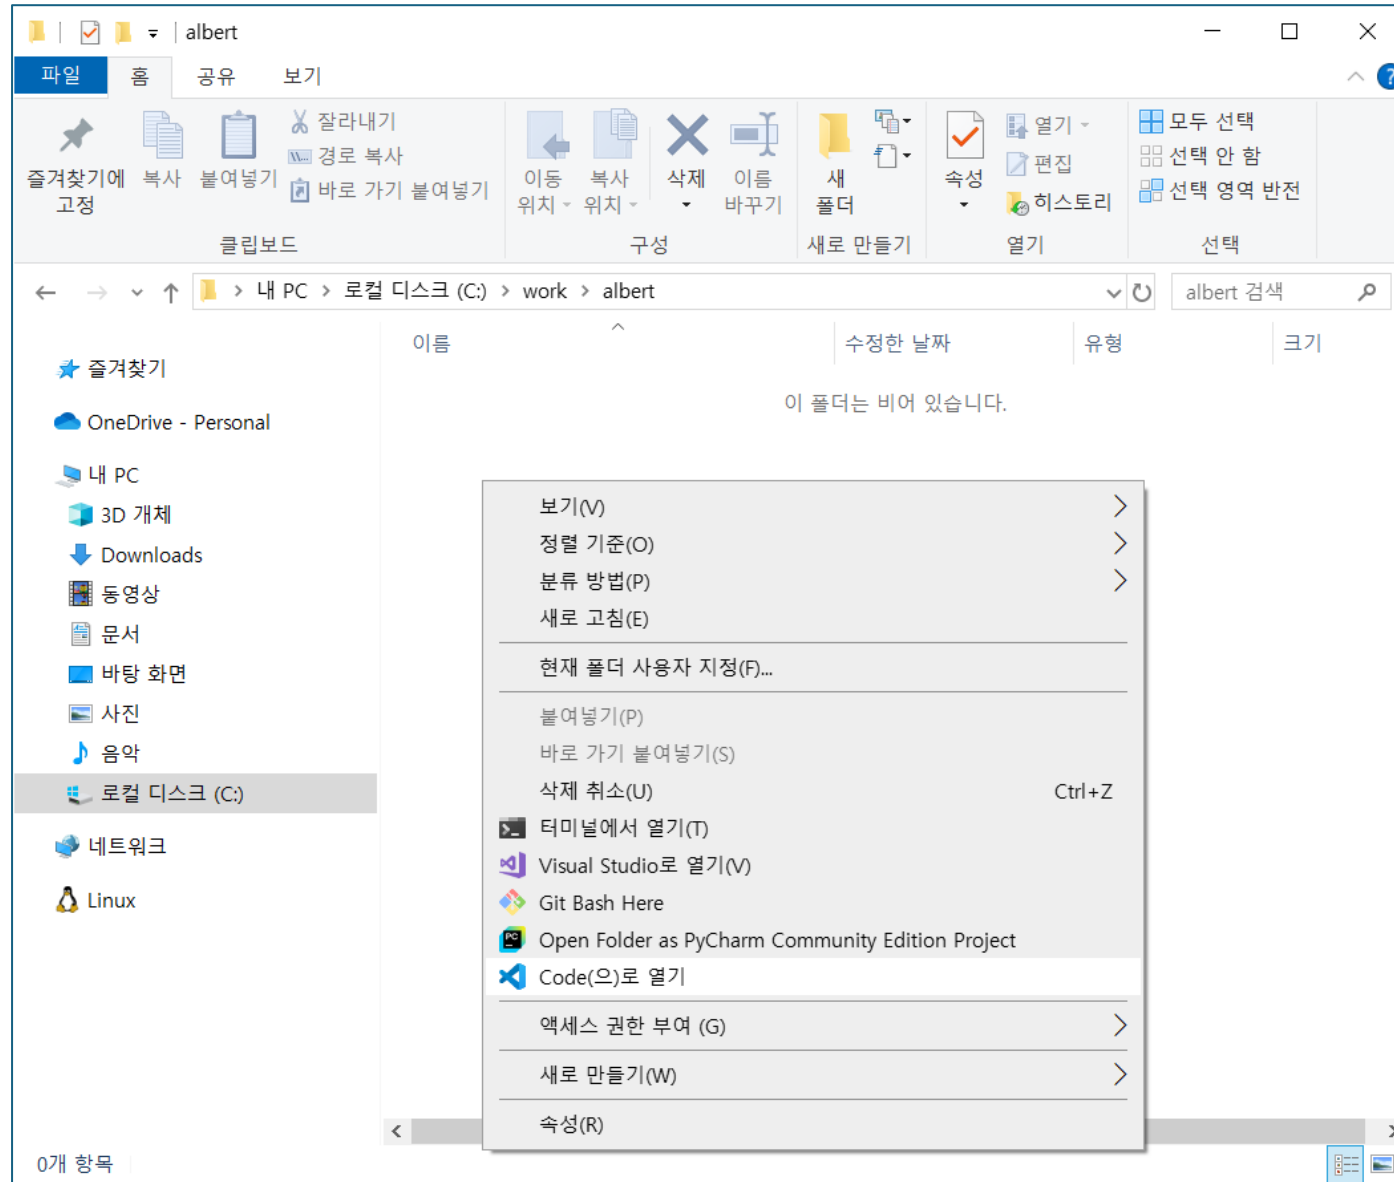 albert
파일 홈 공유 보기
즐겨찾기에 고정
복사
붙여넣기
잘라내기
경로 복사
바로 가기 붙여넣기
클립보드
이동 위치
복사 위치
삭제
이름 바꾸기
구성
새 폴더
새로 만들기
속성
열기
편집
히스토리
열기
모두 선택
선택 안 함
선택 영역 반전
선택
내 PC > 로컬 디스크 (C:) > work > albert
albert 검색
이름 수정한 날짜 유형 크기
이 폴더는 비어 있습니다.
즐겨찾기
OneDrive - Personal
내 PC
3D 개체
Downloads
동영상
문서
바탕 화면
사진
음악
로컬 디스크 (C:)
네트워크
Linux
보기(V)
정렬 기준(O)
분류 방법(P)
새로 고침(E)
현재 폴더 사용자 지정(F)...
붙여넣기(P)
바로 가기 붙여넣기(S)
삭제 취소(U) Ctrl+Z
터미널에서 열기(T)
Visual Studio로 열기(V)
Git Bash Here
Open Folder as PyCharm Community Edition Project
Code(으)로 열기
액세스 권한 부여 (G)
새로 만들기(W)
속성(R)
0개 항목